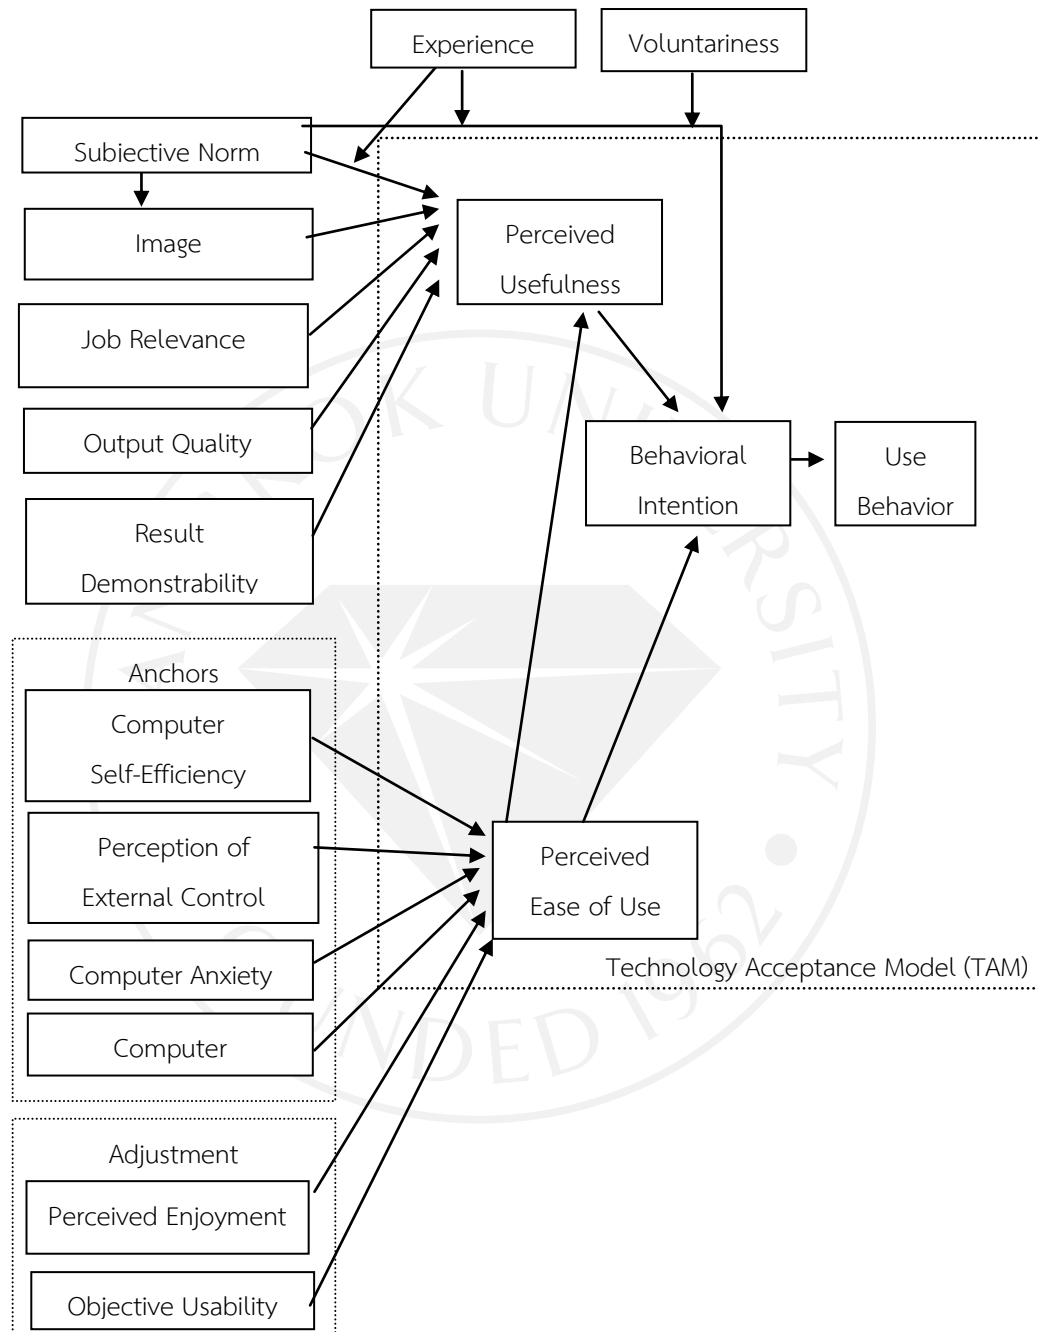 Experience
Voluntariness
Subjective Norm
Image
Perceived
Usefulness
Job Relevance
Output Quality
Behavioral
Intention
Use
Behavior
Result
Demonstrability
Anchors
Computer
Self-Efficiency
Perception of
External Control
Perceived
Ease of Use
Computer Anxiety
Technology Acceptance Model (TAM)
Computer
Adjustment
Perceived Enjoyment
Objective Usability
UNIVERSITY
1962